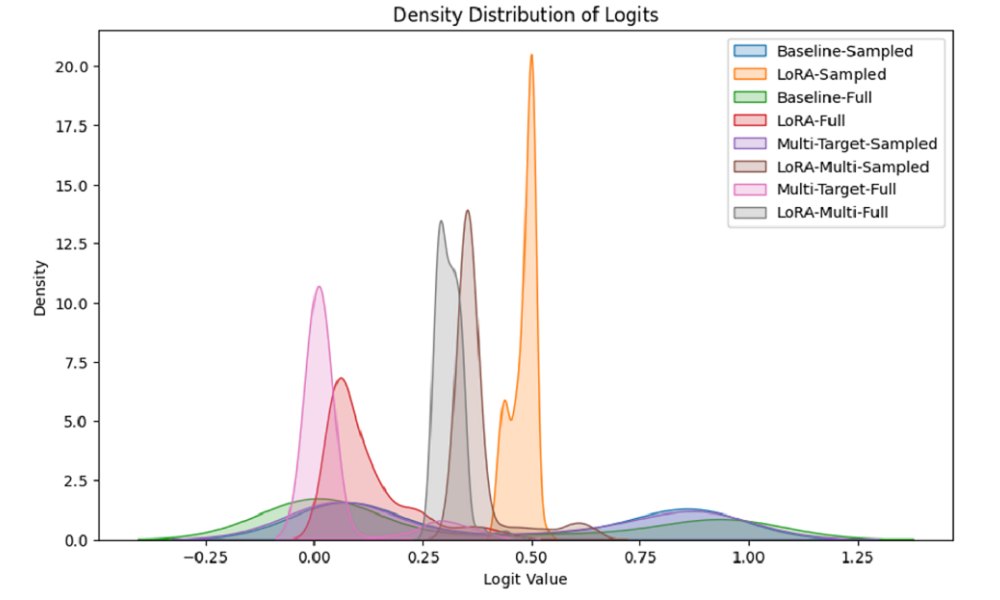 Density Distribution of Logits
Baseline-Sampled
LoRA-Sampled
Baseline-Full
LoRA-Full
Multi-Target-Sampled
LoRA-Multi-Sampled
Multi-Target-Full
LoRA-Multi-Full
Density
20.0
17.5
15.0
12.5
10.0
7.5
5.0
2.5
0.0
−0.25
0.00
0.25
0.50
0.75
1.00
1.25
Logit Value